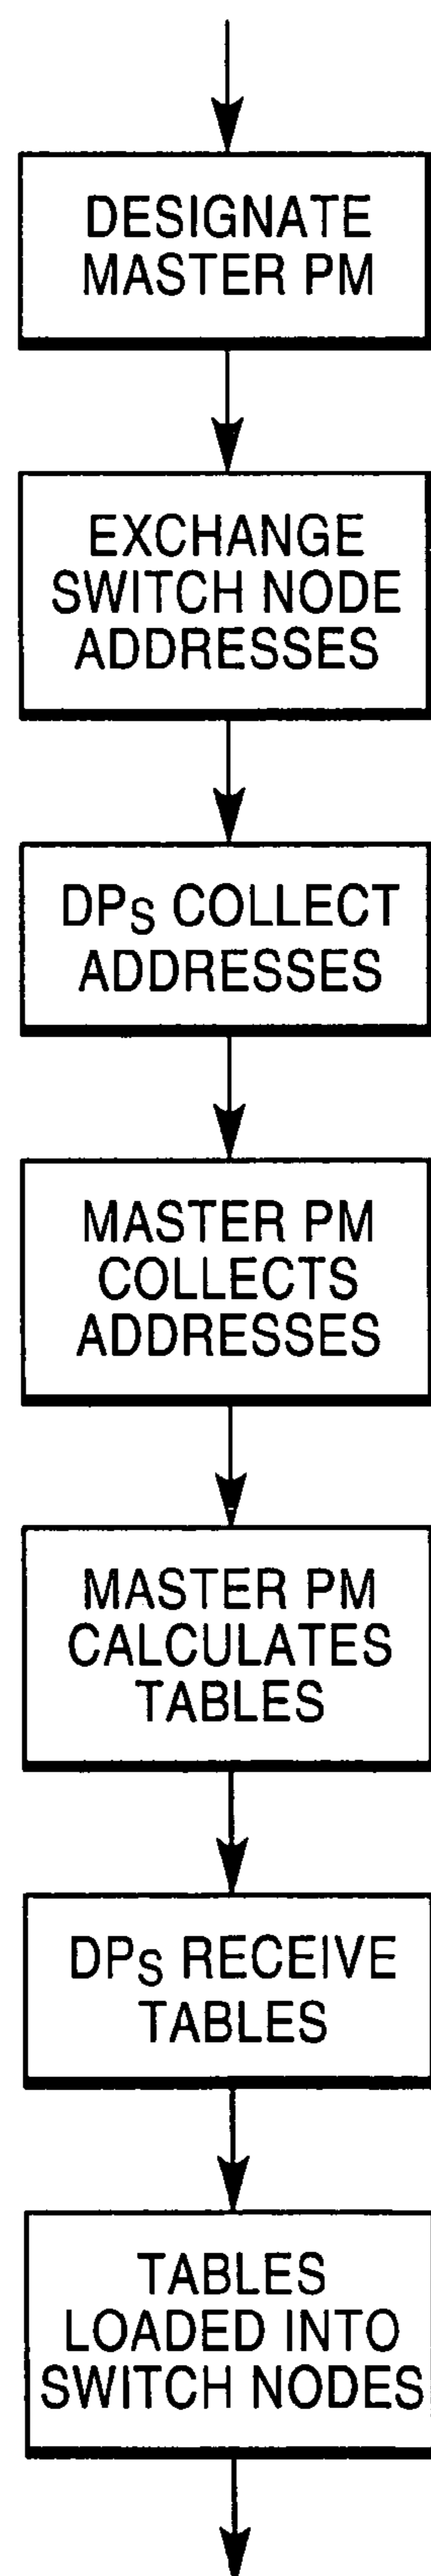 DESIGNATE
MASTER PM
EXCHANGE
SWITCH NODE
ADDRESSES
DPS COLLECT
ADDRESSES
MASTER PM
COLLECTS
ADDRESSES
MASTER PM
CALCULATES
TABLES
DPS RECEIVE
TABLES
TABLES
LOADED INTO
SWITCH NODES